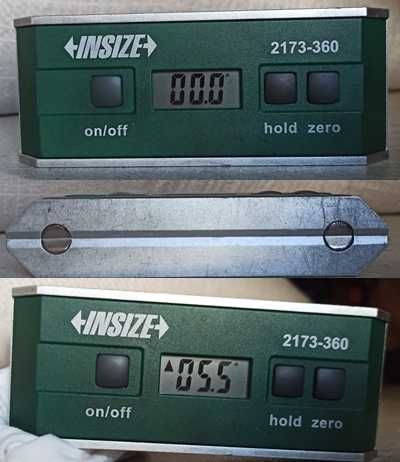 INSIZE
2173-360
00.0°
on/off
hold zero
INSIZE
2173-360
05.5°
on/off
hold zero